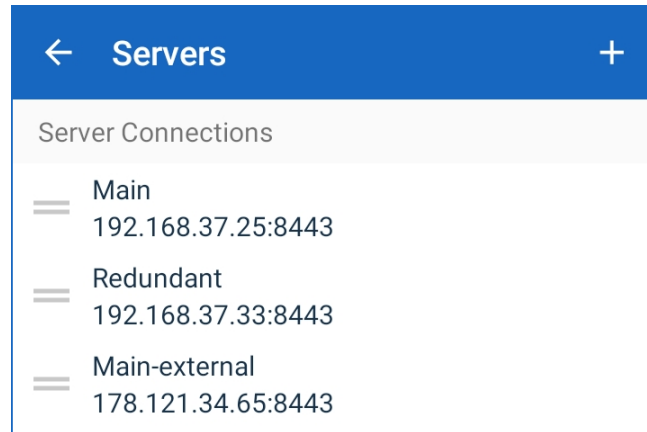 Servers
Server Connections
Main
192.168.37.25:8443
Redundant
192.168.37.33:8443
Main-external
178.121.34.65:8443